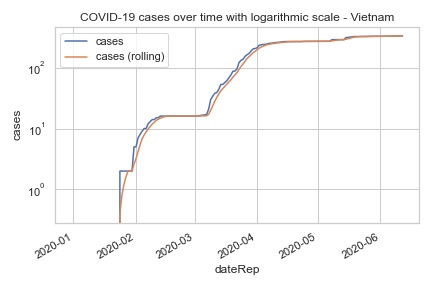 COVID-19 cases over time with logarithmic scale - Vietnam
cases
cases (rolling)
10²
10¹
10⁰
cases
2020-01
2020-02
2020-03
2020-04
2020-05
2020-06
dateRep